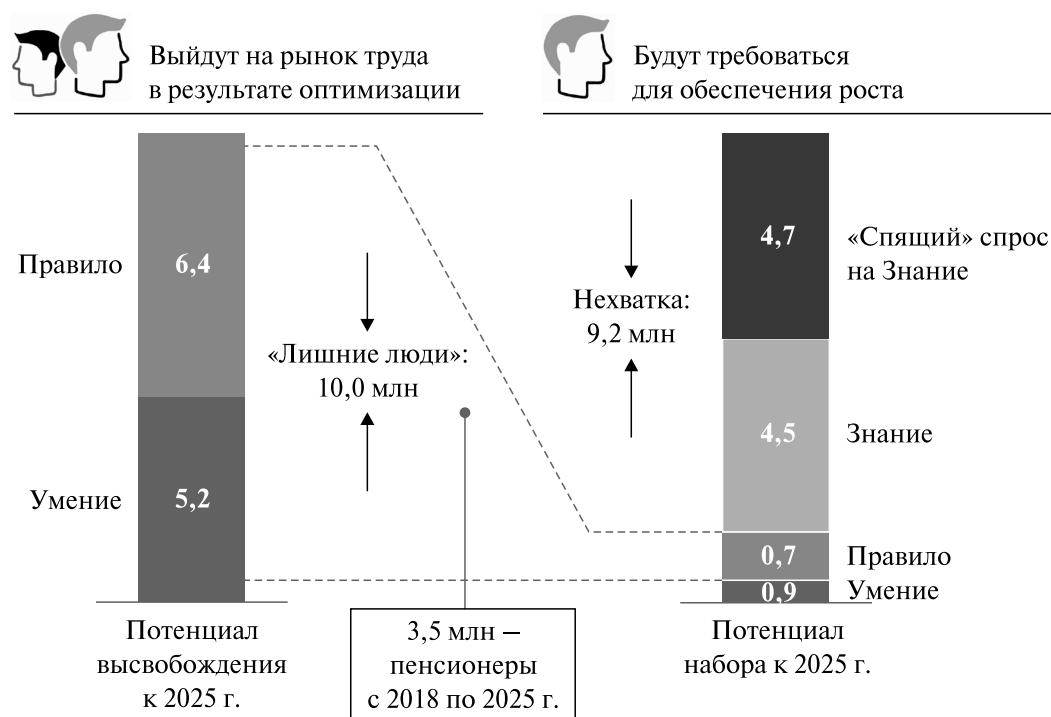 Выйдут на рынок труда
в результате оптимизации
Правило
6,4
Умение
5,2
Потенциал
высвобождения
к 2025 г.
«Лишние люди»:
10,0 млн
3,5 млн —
пенсионеры
с 2018 по 2025 г.
Будут требоваться
для обеспечения роста
Нехватка:
9,2 млн
4,7
«Спящий» спрос
на Знание
4,5
Знание
0,7
Правило
0,9
Умение
Потенциал
набора к 2025 г.